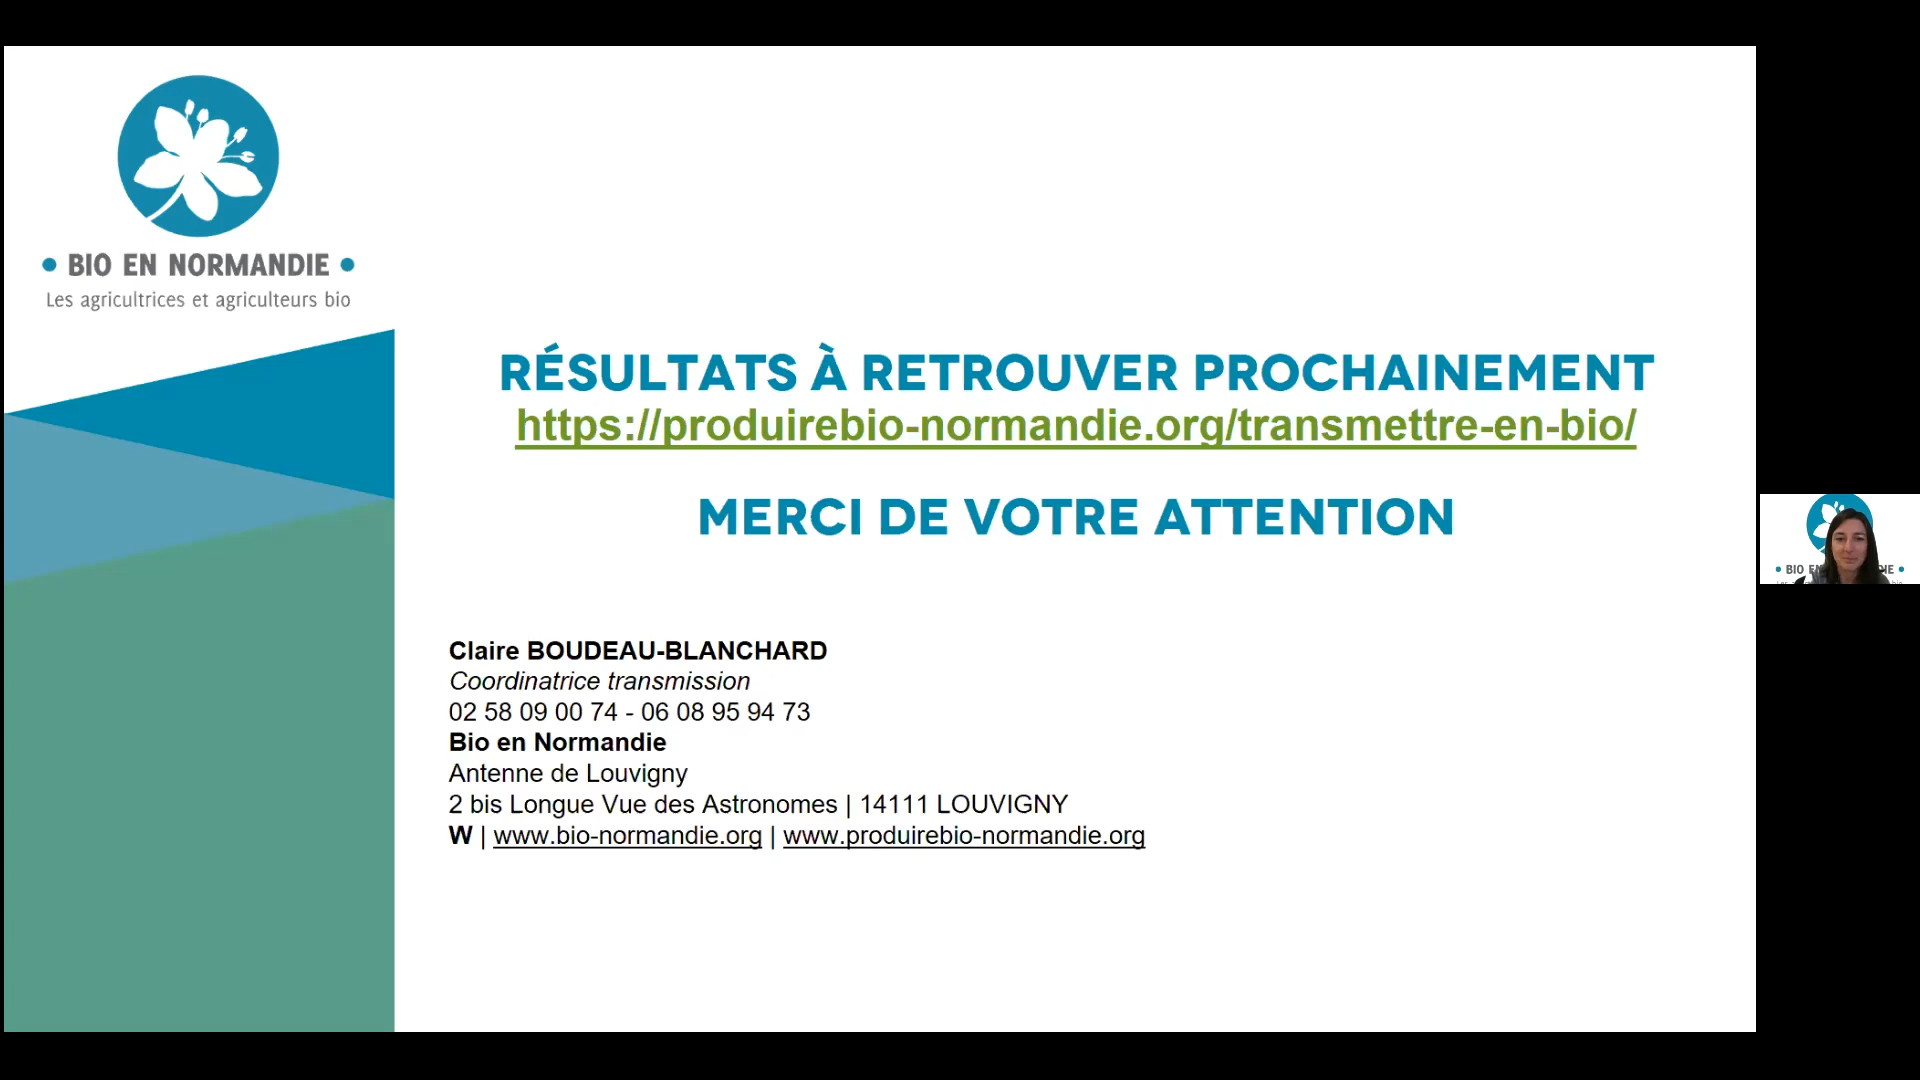 • BIO EN NORMANDIE •
Les agricultrices et agriculteurs bio
RÉSULTATS À RETROUVER PROCHAINEMENT
https://produirebio-normandie.org/transmettre-en-bio/
MERCI DE VOTRE ATTENTION
Claire BOUDEAU-BLANCHARD
Coordinatrice transmission
02 58 09 00 74 - 06 08 95 94 73
Bio en Normandie
Antenne de Louvigny
2 bis Longue Vue des Astronomes | 14111 LOUVIGNY
W | www.bio-normandie.org | www.produirebio-normandie.org
• BIO